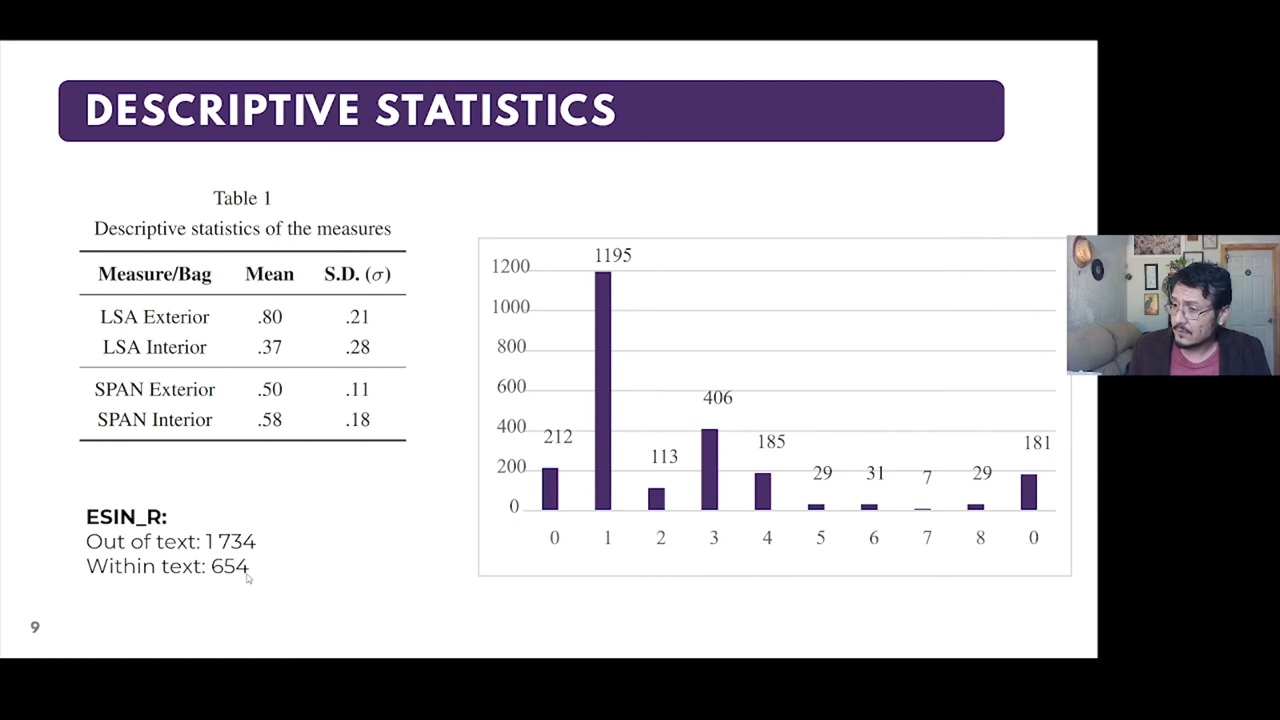 DESCRIPTIVE STATISTICS
Table 1
Descriptive statistics of the measures
Measure/Bag Mean S.D. (σ)
LSA Exterior .80 .21
LSA Interior .37 .28
SPAN Exterior .50 .11
SPAN Interior .58 .18
ESIN_R:
Out of text: 1 734
Within text: 654
9
1200
1000
800
600
400
200
0
212 1195 113 406 185 29 31 7 29 181
0 1 2 3 4 5 6 7 8 0